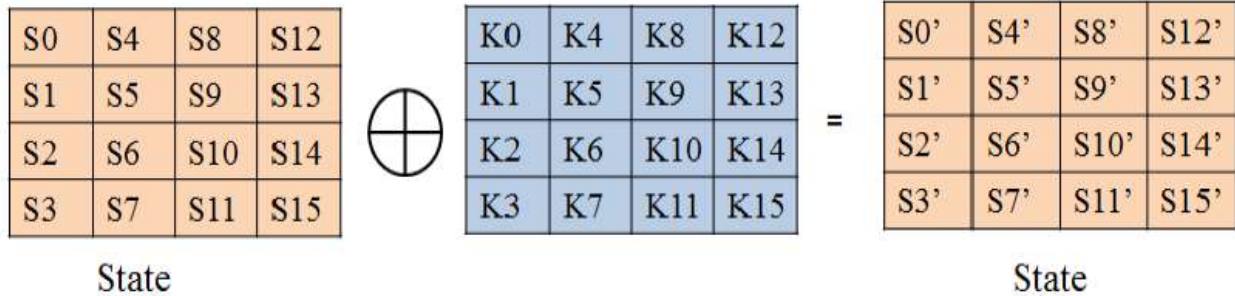 S0 S4 S8 S12 K0 K4 K8 K12 S0’ S4’ S8’ S12’
S1 S5 S9 S13 K1 K5 K9 K13 S1’ S5’ S9’ S13’
=
S2 S6 S10 S14 K2 K6 K10 K14 S2’ S6’ S10’ S14’
S3 S7 S11 S15 K3 K7 K11 K15 S3’ S7’ S11’ S15’
State State